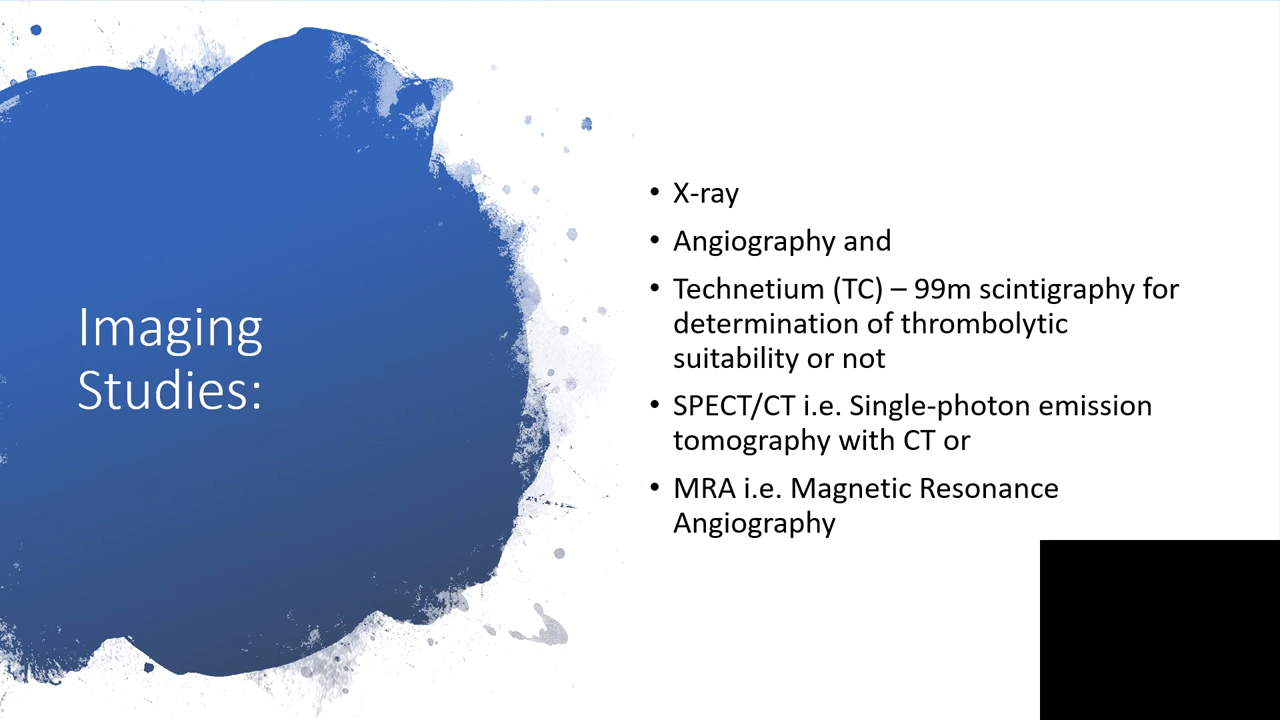 Imaging
Studies:
• X-ray
• Angiography and
• Technetium (TC) – 99m scintigraphy for
determination of thrombolytic
suitability or not
• SPECT/CT i.e. Single-photon emission
tomography with CT or
• MRA i.e. Magnetic Resonance
Angiography